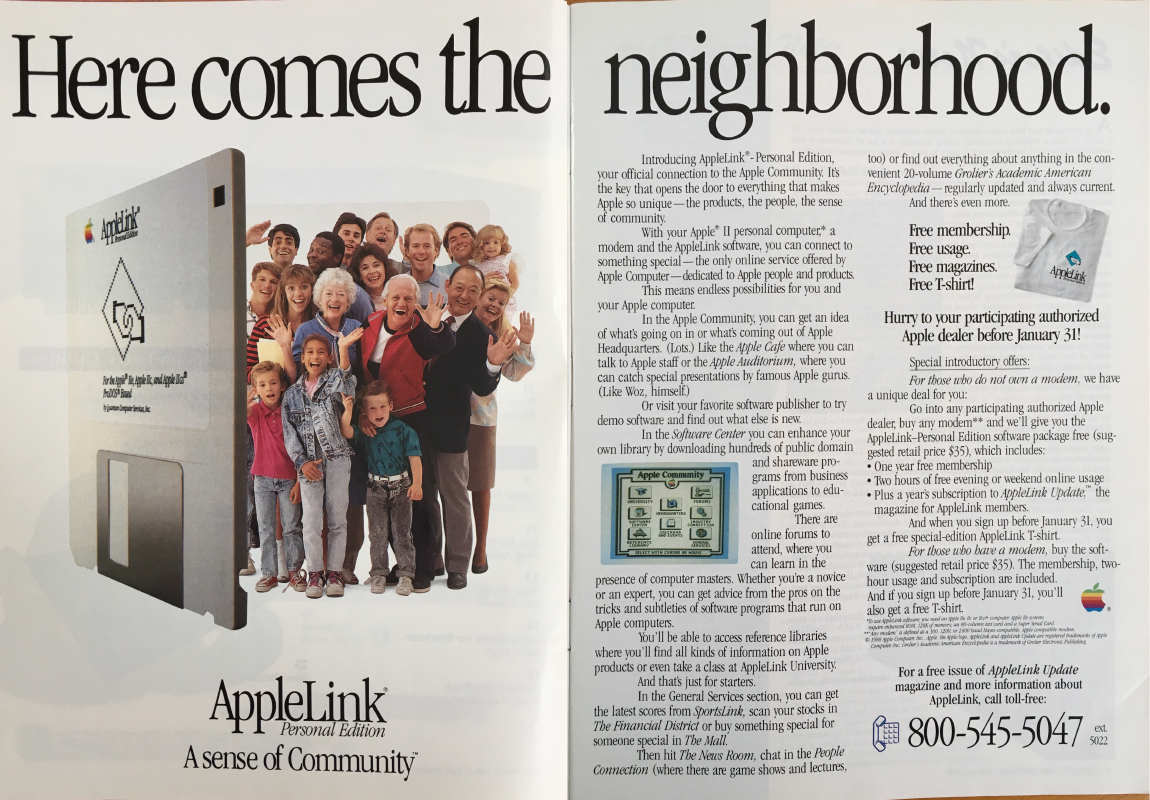 Here comes the
neighborhood.
AppleLink®
Personal Edition
For the Apple® IIe, Apple IIc, and Apple IIGS®
ProDOS® Based
by Quantum Computer Services, Inc.
AppleLink®
Personal Edition
A sense of Community™
Introducing AppleLink®-Personal Edition,
your official connection to the Apple Community. It's
the key that opens the door to everything that makes
Apple so unique—the products, the people, the sense
of community.
With your Apple® II personal computer,* a
modem and the AppleLink software, you can connect to
something special—the only online service offered by
Apple Computer—dedicated to Apple people and products.
This means endless possibilities for you and
your Apple computer.
In the Apple Community, you can get an idea
of what's going on in or what's coming out of Apple
Headquarters. (Lots.) Like the Apple Cafe where you can
talk to Apple staff or the Apple Auditorium, where you
can catch special presentations by famous Apple gurus.
(Like Woz, himself.)
Or visit your favorite software publisher to try
demo software and find out what else is new.
In the Software Center you can enhance your
own library by downloading hundreds of public domain
and shareware pro-
grams from business
applications to edu-
cational games.
There are
online forums to
attend, where you
can learn in the
Apple Community
UNIVERSITY
FORUMS
HEADQUARTERS
SOFTWARE
CENTER
INDUSTRY
CONNECTION
CALENDAR
AND EVENTS
REFERENCE
LIBRARY
GENERAL
SERVICES
SELECT WITH CURSOR OR MOUSE
presence of computer masters. Whether you're a novice
or an expert, you can get advice from the pros on the
tricks and subtleties of software programs that run on
Apple computers.
You'll be able to access reference libraries
where you'll find all kinds of information on Apple
products or even take a class at AppleLink University.
And that's just for starters.
In the General Services section, you can get
the latest scores from SportsLink, scan your stocks in
The Financial District or buy something special for
someone special in The Mall.
Then hit The News Room, chat in the People
Connection (where there are game shows and lectures,
too) or find out everything about anything in the con-
venient 20-volume Grolier's Academic American
Encyclopedia—regularly updated and always current.
And there's even more.
Free membership.
Free usage.
Free magazines.
Free T-shirt!
AppleLink
Hurry to your participating authorized
Apple dealer before January 31!
Special introductory offers:
For those who do not own a modem, we have
a unique deal for you:
Go into any participating authorized Apple
dealer, buy any modem** and we'll give you the
AppleLink–Personal Edition software package free (sug-
gested retail price $35), which includes:
• One year free membership
• Two hours of free evening or weekend online usage
• Plus a year's subscription to AppleLink Update,™ the
magazine for AppleLink members.
And when you sign up before January 31, you
get a free special-edition AppleLink T-shirt.
For those who have a modem, buy the soft-
ware (suggested retail price $35). The membership, two-
hour usage and subscription are included.
And if you sign up before January 31, you'll
also get a free T-shirt.
For a free issue of AppleLink Update
magazine and more information about
AppleLink, call toll-free:
800-545-5047 ext.
5022